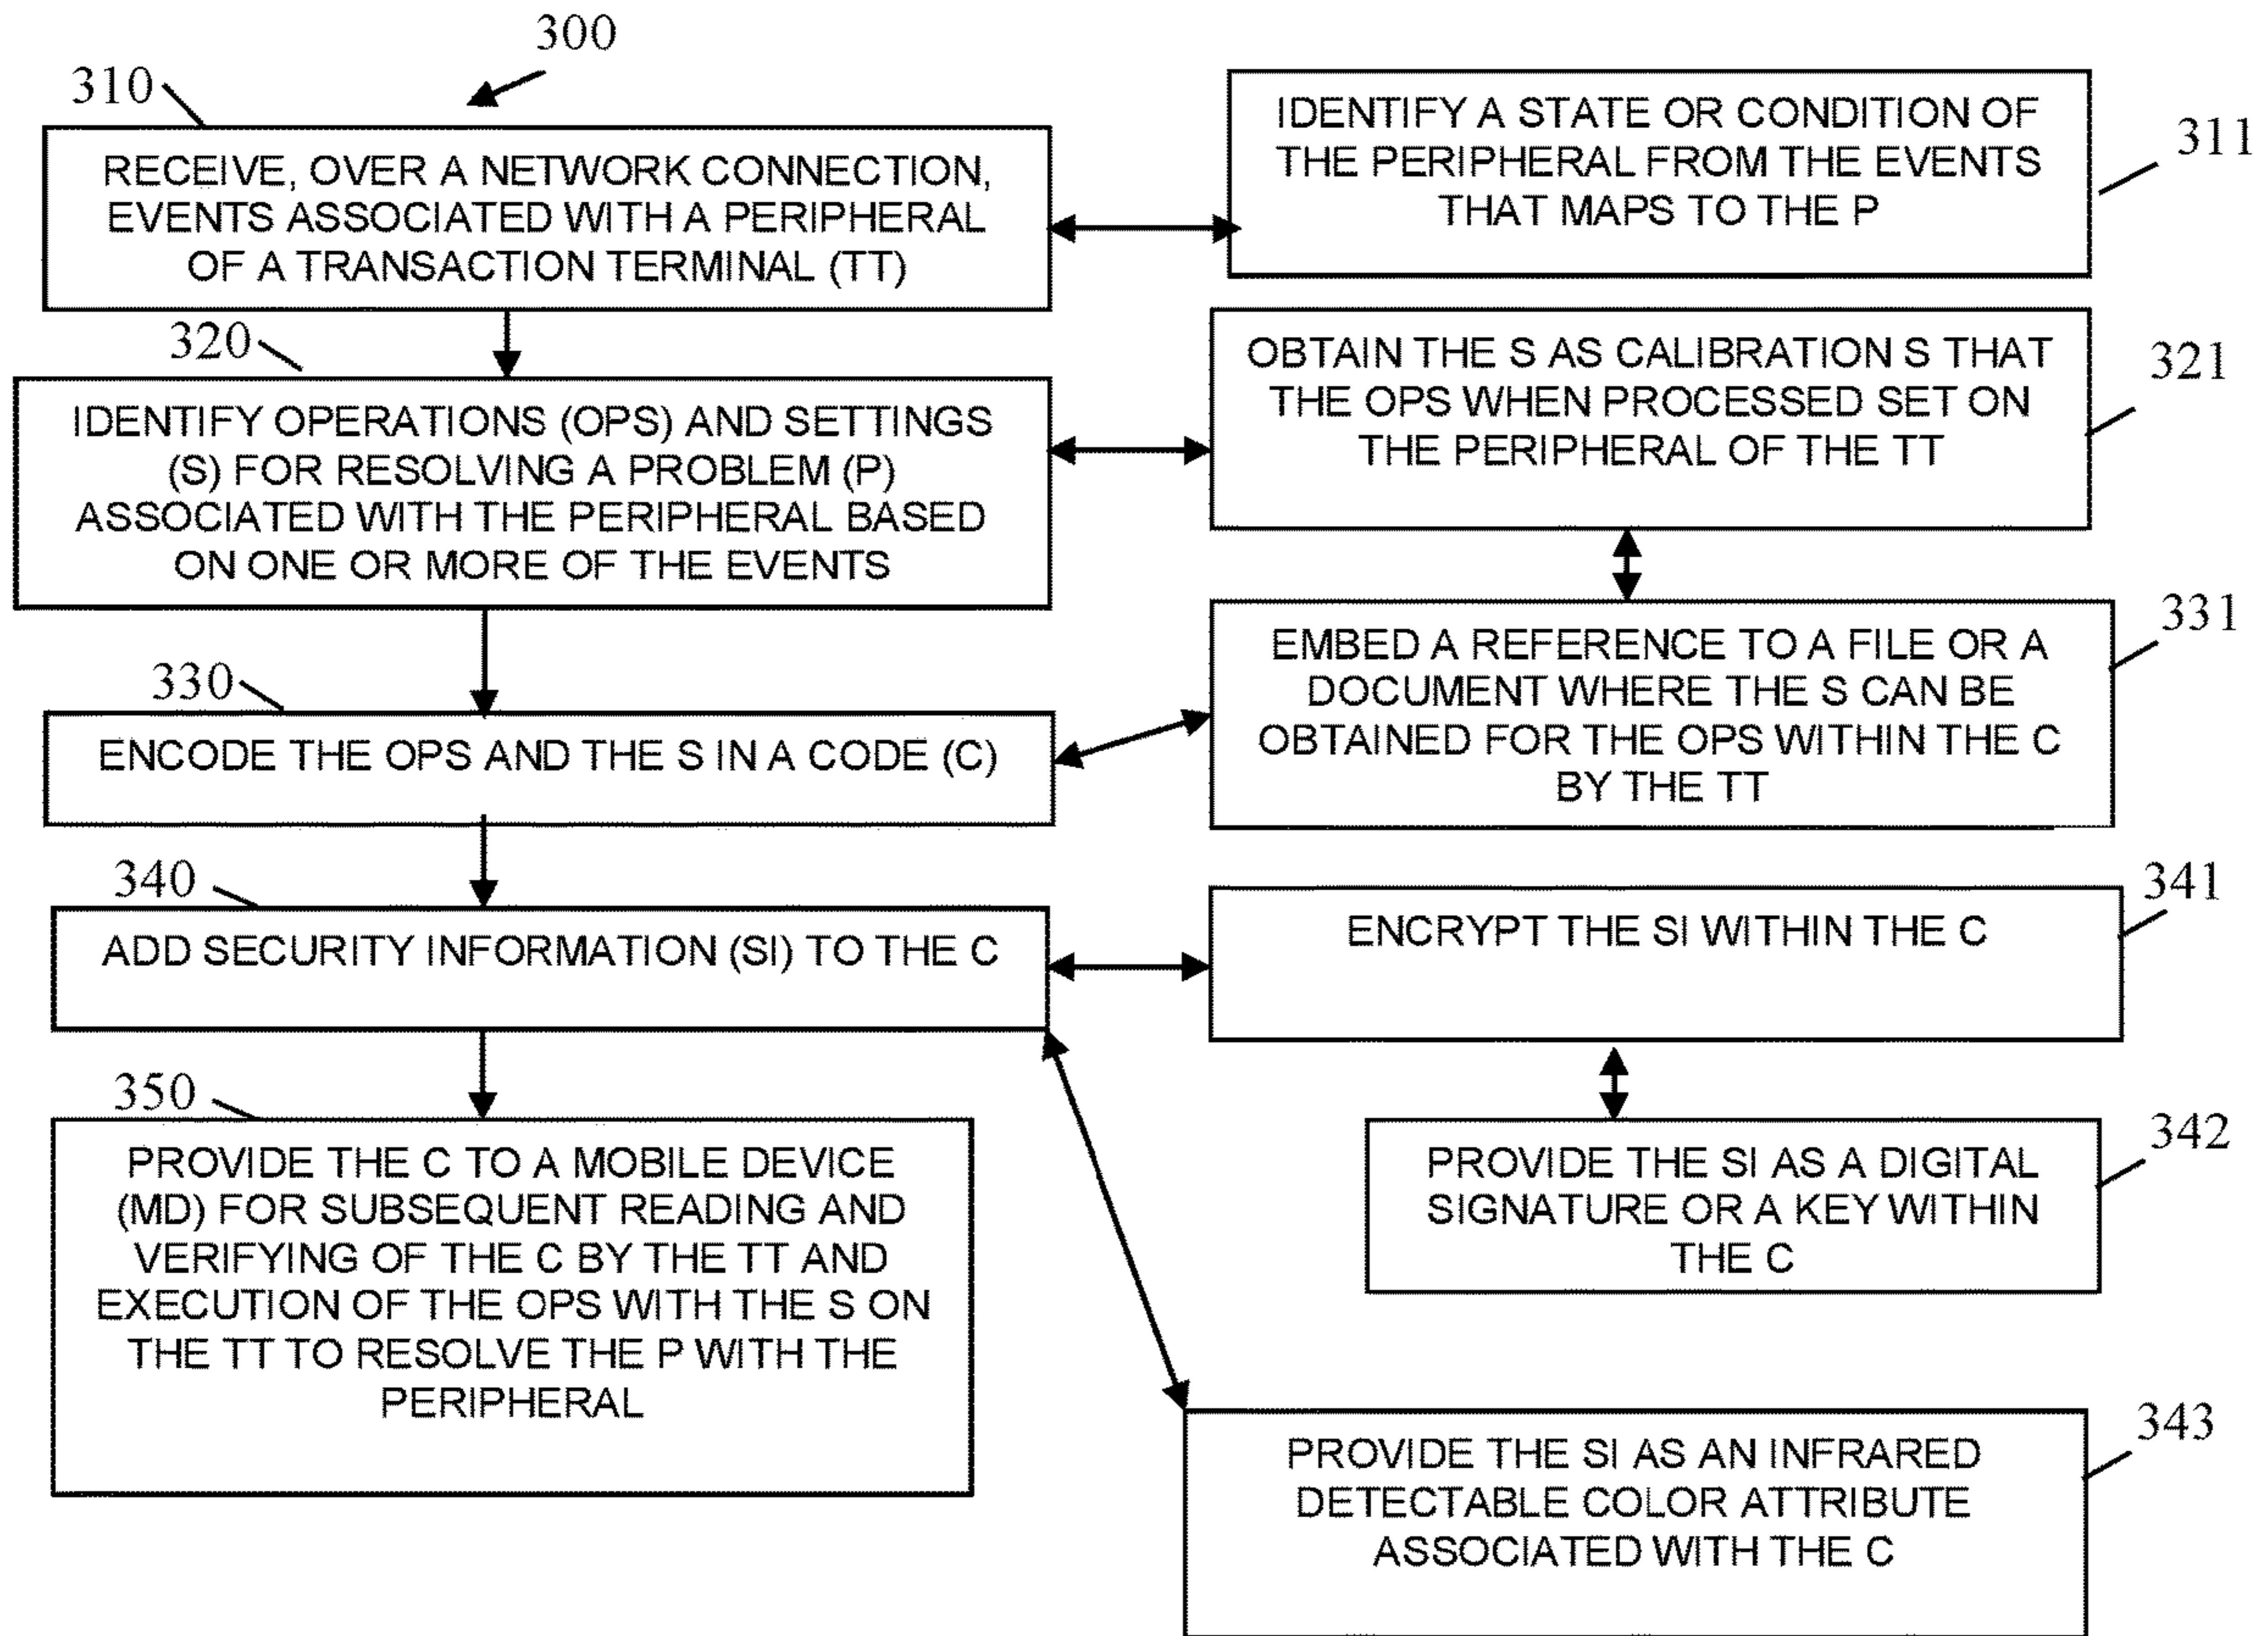 300
310
RECEIVE, OVER A NETWORK CONNECTION,
EVENTS ASSOCIATED WITH A PERIPHERAL
OF A TRANSACTION TERMINAL (TT)
IDENTIFY A STATE OR CONDITION OF
THE PERIPHERAL FROM THE EVENTS
THAT MAPS TO THE P
311
320
IDENTIFY OPERATIONS (OPS) AND SETTINGS
(S) FOR RESOLVING A PROBLEM (P)
ASSOCIATED WITH THE PERIPHERAL BASED
ON ONE OR MORE OF THE EVENTS
OBTAIN THE S AS CALIBRATION S THAT
THE OPS WHEN PROCESSED SET ON
THE PERIPHERAL OF THE TT
321
330
ENCODE THE OPS AND THE S IN A CODE (C)
EMBED A REFERENCE TO A FILE OR A
DOCUMENT WHERE THE S CAN BE
OBTAINED FOR THE OPS WITHIN THE C
BY THE TT
331
340
ADD SECURITY INFORMATION (SI) TO THE C
ENCRYPT THE SI WITHIN THE C
341
350
PROVIDE THE C TO A MOBILE DEVICE
(MD) FOR SUBSEQUENT READING AND
VERIFYING OF THE C BY THE TT AND
EXECUTION OF THE OPS WITH THE S ON
THE TT TO RESOLVE THE P WITH THE
PERIPHERAL
PROVIDE THE SI AS A DIGITAL
SIGNATURE OR A KEY WITHIN
THE C
342
PROVIDE THE SI AS AN INFRARED
DETECTABLE COLOR ATTRIBUTE
ASSOCIATED WITH THE C
343